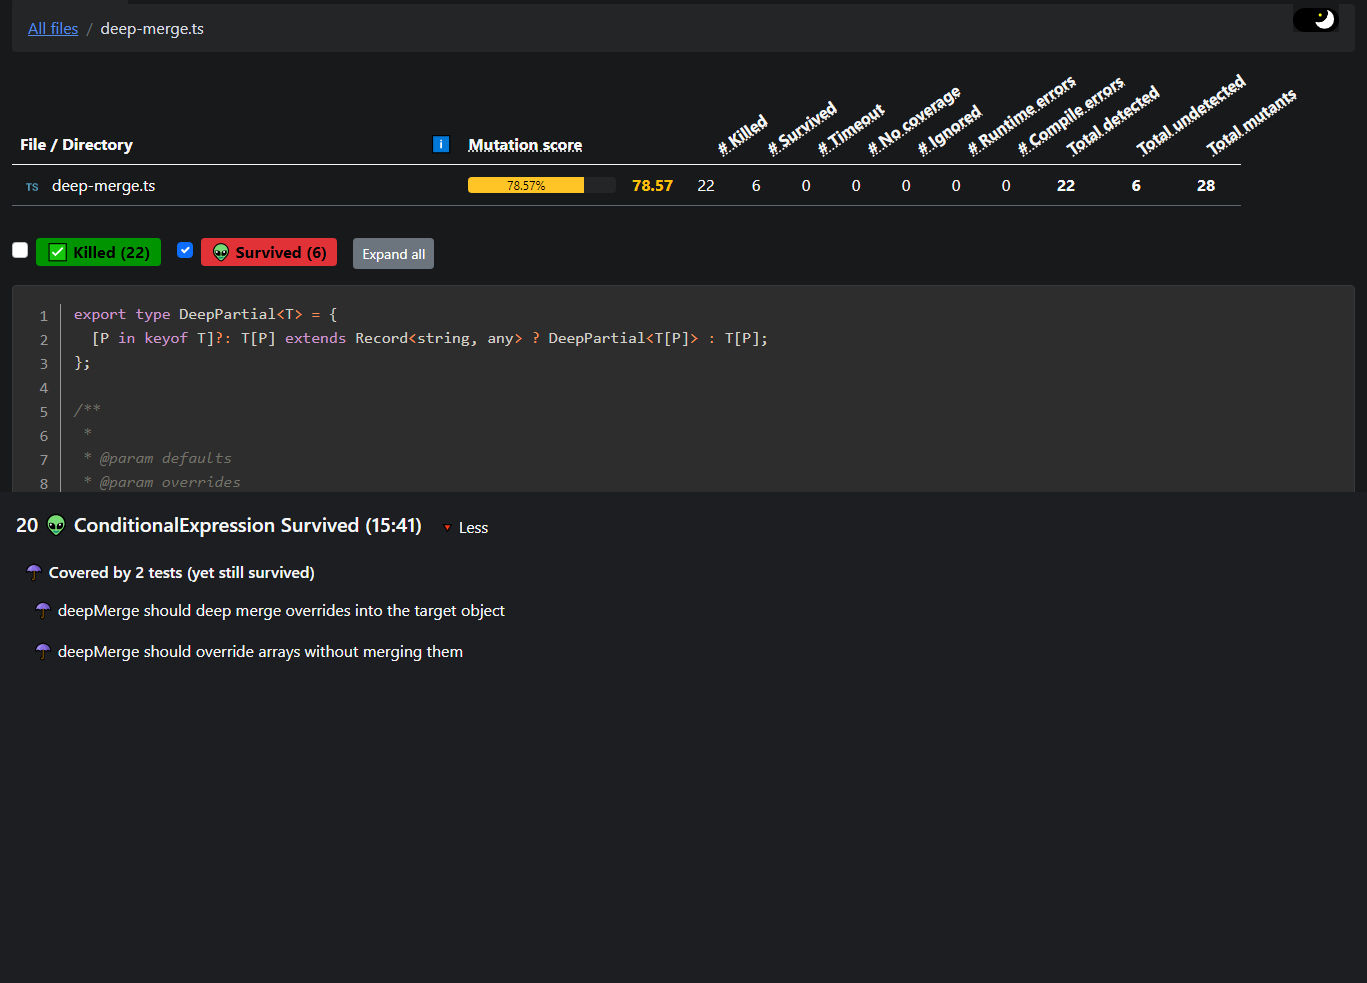 All files / deep-merge.ts
File / Directory
Mutation score
# Killed
# Survived
# Timeout
# No coverage
# Ignored
# Runtime errors
# Compile errors
Total detected
Total undetected
Total mutants
TS deep-merge.ts 78.57% 78.57 22 6 0 0 0 0 0 22 6 28
Killed (22) Survived (6) Expand all
1 export type DeepPartial<T> = {
2 [P in keyof T]?: T[P] extends Record<string, any> ? DeepPartial<T[P]> : T[P];
3 };
4
5 /**
6 *
7 * @param defaults
8 * @param overrides
20 👽 ConditionalExpression Survived (15:41) Less
Covered by 2 tests (yet still survived)
deepMerge should deep merge overrides into the target object
deepMerge should override arrays without merging them